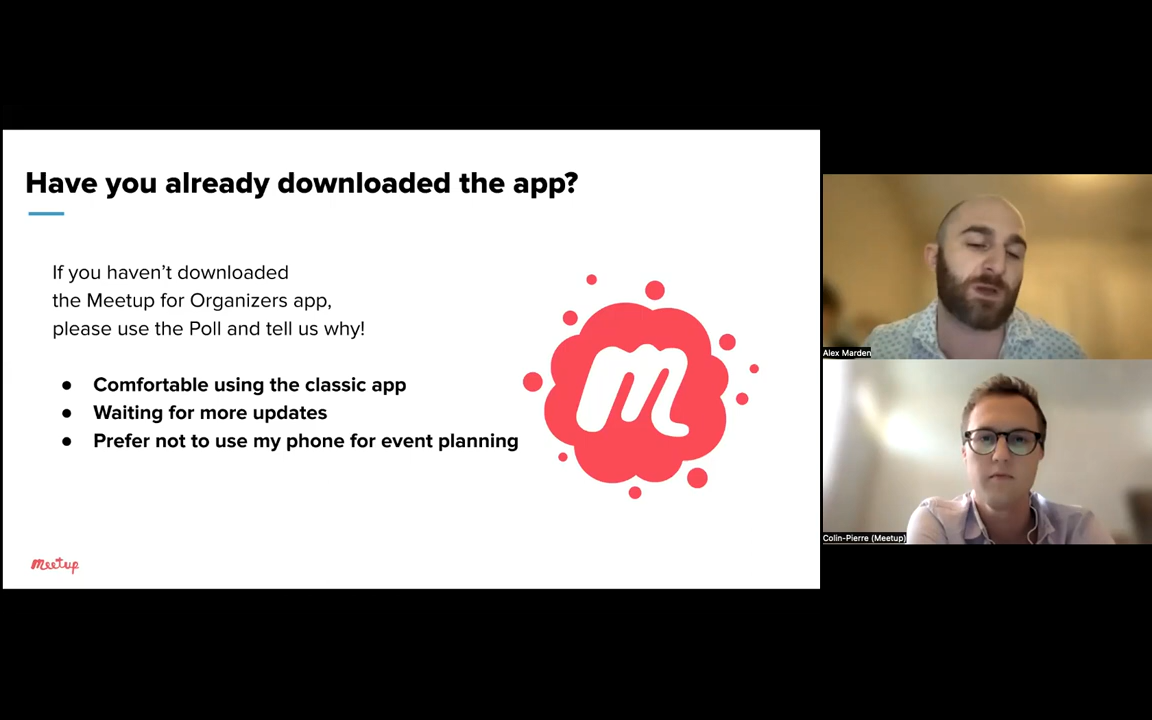 Have you already downloaded the app?
If you haven’t downloaded
the Meetup for Organizers app,
please use the Poll and tell us why!
● Comfortable using the classic app
● Waiting for more updates
● Prefer not to use my phone for event planning
m
meetup
Alex Marden
Colin-Pierre (Meetup)